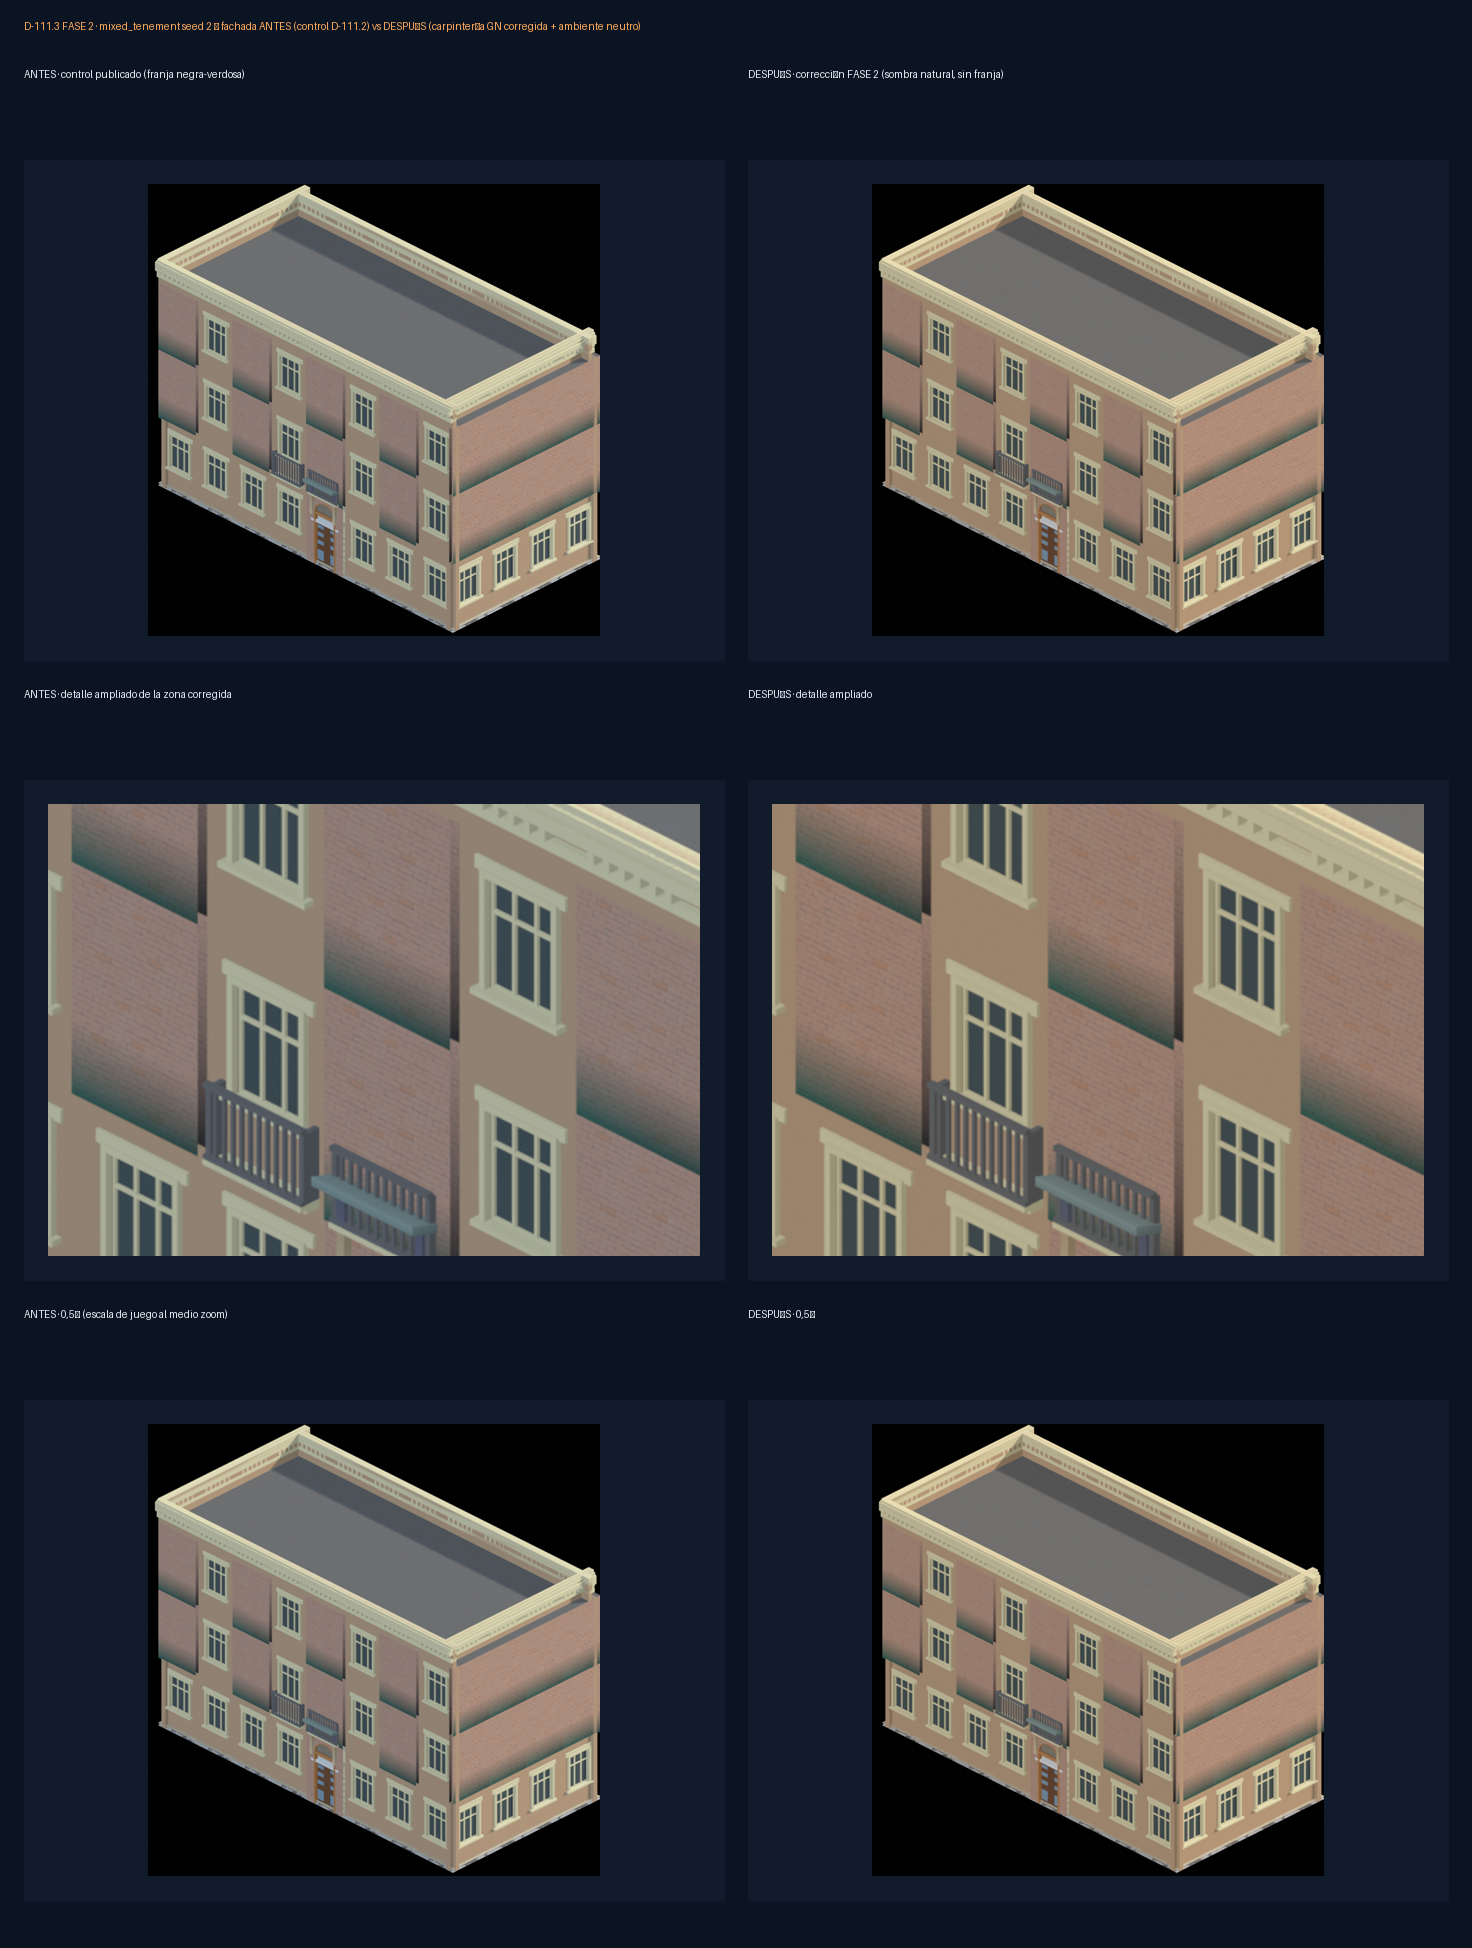 D-111.3 FASE 2 · mixed_tenement seed 2 ☒ fachada ANTES (control D-111.2) vs DESPU☒S (carpinter☒a GN corregida + ambiente neutro)
ANTES · control publicado (franja negra-verdosa)
DESPU☒S · correcci☒n FASE 2 (sombra natural, sin franja)
ANTES · detalle ampliado de la zona corregida
DESPU☒S · detalle ampliado
ANTES · 0,5☒ (escala de juego al medio zoom)
DESPU☒S · 0,5☒